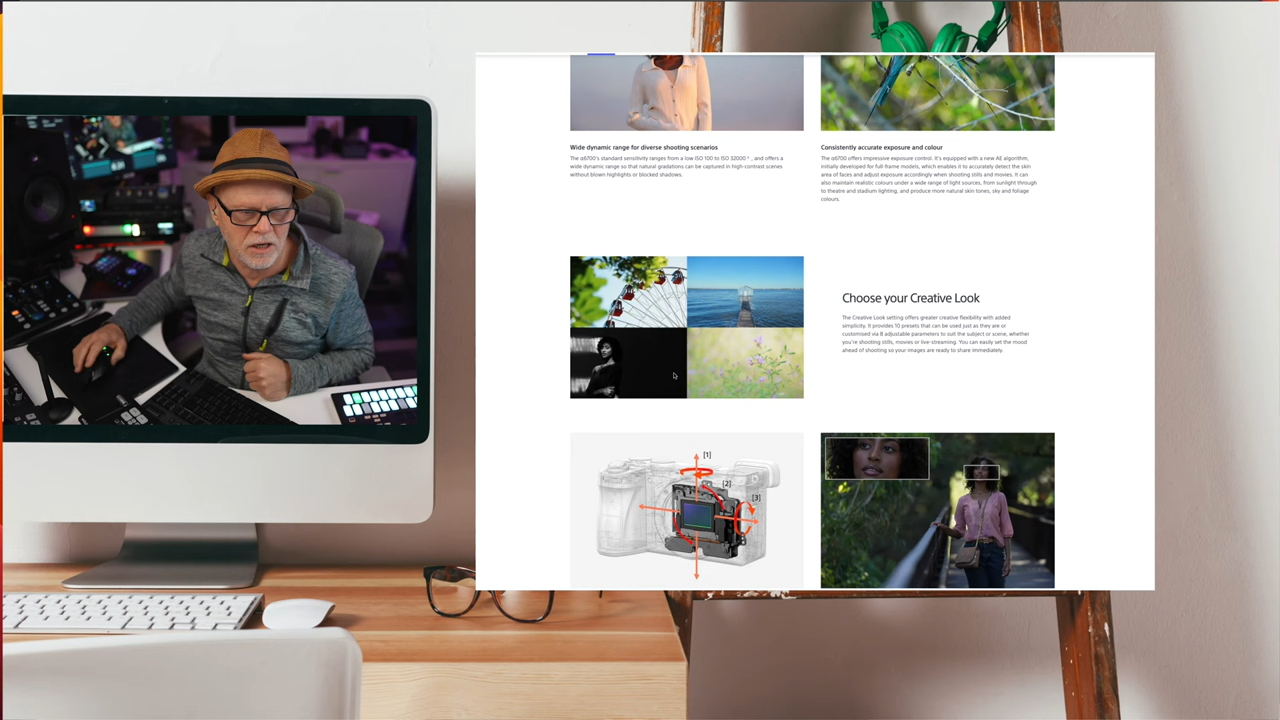 Wide dynamic range for diverse shooting scenarios
The α6700's standard sensitivity ranges from a low ISO 100 to ISO 32000 , and offers a
wide dynamic range so that natural gradations can be captured in high-contrast scenes
without blown highlights or blocked shadows.
Consistently accurate exposure and colour
The α6700 offers impressive exposure control. It's equipped with a new AE algorithm,
initially developed for full-frame models, which enables it to accurately detect the skin
area of faces and adjust exposure accordingly when shooting stills and movies. It can
also maintain realistic colours under a wide range of light sources, from sunlight through
to theatre and stadium lighting, and produce more natural skin tones, sky and foliage
colours.
Choose your Creative Look
The Creative Look setting offers greater creative flexibility with added
simplicity. It provides 10 presets that can be used just as they are or
customised via 8 adjustable parameters to suit the subject or scene, whether
you're shooting stills, movies or live-streaming. You can easily set the mood
ahead of shooting so your images are ready to share immediately.
[1]
[2]
[3]